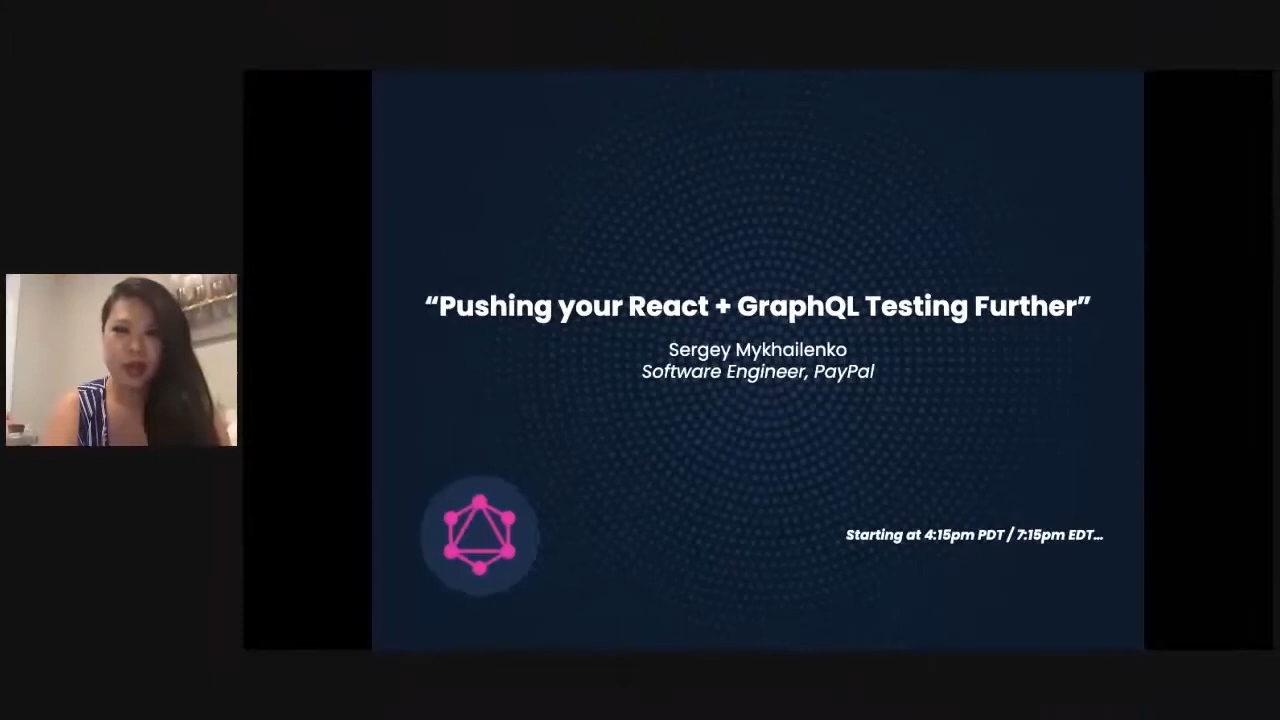 “Pushing your React + GraphQL Testing Further”
Sergey Mykhailenko
Software Engineer, PayPal
Starting at 4:15pm PDT / 7:15pm EDT...